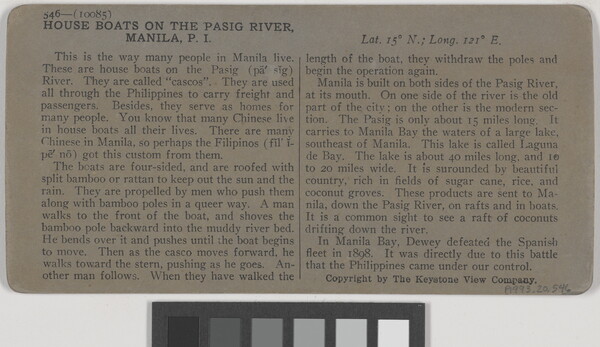 546—(10085)
HOUSE BOATS ON THE PASIG RIVER,
MANILA, P. I.
This is the way many people in Manila live.
These are house boats on the Pasig (pä′ sĭg)
River. They are called "cascos". They are used
all through the Philippines to carry freight and
passengers. Besides, they serve as homes for
many people. You know that many Chinese live
in house boats all their lives. There are many
Chinese in Manila, so perhaps the Filipinos (fĭl′ ĭ-
pē′ nō) got this custom from them.
The boats are four-sided, and are roofed with
split bamboo or rattan to keep out the sun and the
rain. They are propelled by men who push them
along with bamboo poles in a queer way. A man
walks to the front of the boat, and shoves the
bamboo pole backward into the muddy river bed.
He bends over it and pushes until the boat begins
to move. Then as the casco moves forward, he
walks toward the stern, pushing as he goes. An-
other man follows. When they have walked the
Lat. 15° N.; Long. 121° E.
length of the boat, they withdraw the poles and
begin the operation again.
Manila is built on both sides of the Pasig River,
at its mouth. On one side of the river is the old
part of the city; on the other is the modern sec-
tion. The Pasig is only about 15 miles long. It
carries to Manila Bay the waters of a large lake,
southeast of Manila. This lake is called Laguna
de Bay. The lake is about 40 miles long, and 10
to 20 miles wide. It is surounded by beautiful
country, rich in fields of sugar cane, rice, and
coconut groves. These products are sent to Ma-
nila, down the Pasig River, on rafts and in boats.
It is a common sight to see a raft of coconuts
drifting down the river.
In Manila Bay, Dewey defeated the Spanish
fleet in 1898. It was directly due to this battle
that the Philippines came under our control.
Copyright by The Keystone View Company.